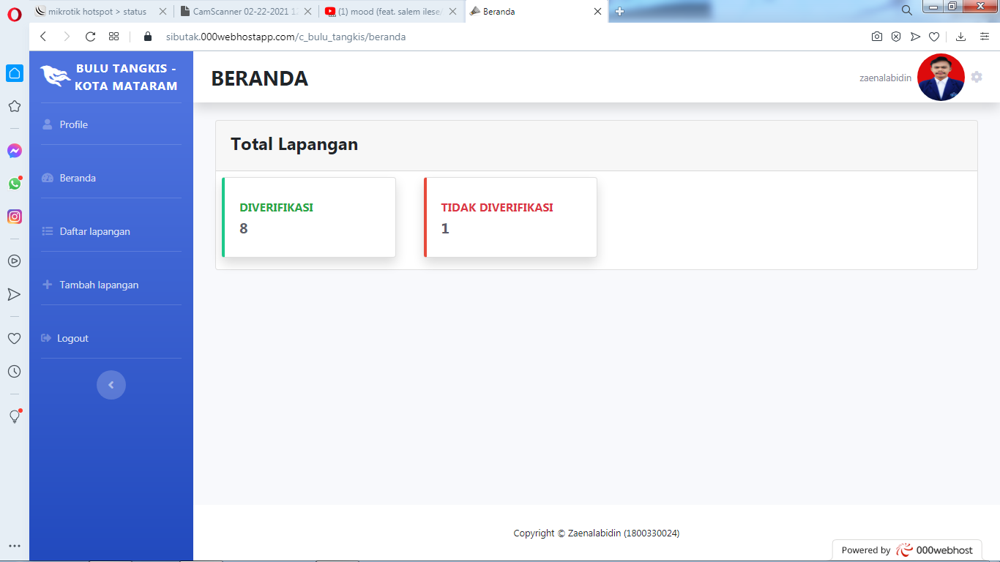 mikrotik hotspot > status
CamScanner 02-22-2021 1
(1) mood (feat. salem ilese/
Beranda
sibutak.000webhostapp.com/c_bulu_tangkis/beranda
BULU TANGKIS -
KOTA MATARAM
BERANDA
zaenalabidin
Profile
Beranda
Daftar lapangan
Tambah lapangan
Logout
Total Lapangan
DIVERIFIKASI
8
TIDAK DIVERIFIKASI
1
Copyright © Zaenalabidin (1800330024)
Powered by 000webhost